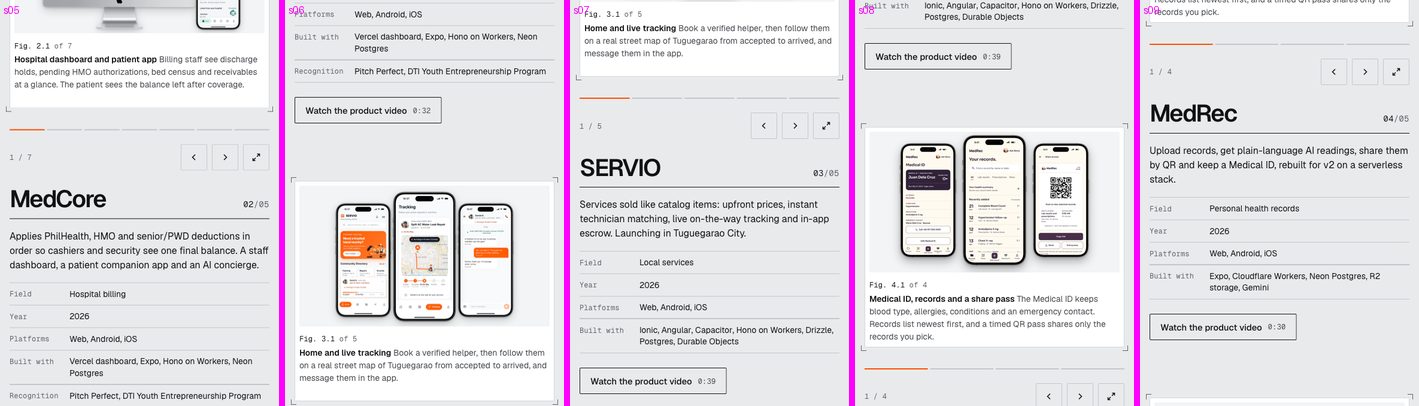 s05
Fig. 2.1 of 7
Hospital dashboard and patient app Billing staff see discharge
holds, pending HMO authorizations, bed census and receivables
at a glance. The patient sees the balance left after coverage.
1 / 7
MedCore
02/05
Applies PhilHealth, HMO and senior/PWD deductions in
order so cashiers and security see one final balance. A staff
dashboard, a patient companion app and an AI concierge.
Field Hospital billing
Year 2026
Platforms Web, Android, iOS
Built with Vercel dashboard, Expo, Hono on Workers, Neon
Postgres
Recognition Pitch Perfect, DTI Youth Entrepreneurship Program
s06
Platforms Web, Android, iOS
Built with Vercel dashboard, Expo, Hono on Workers, Neon
Postgres
Recognition Pitch Perfect, DTI Youth Entrepreneurship Program
Watch the product video 0:32
SERVIO
Tracking
Fig. 3.1 of 5
Home and live tracking Book a verified helper, then follow them
on a real street map of Tuguegarao from accepted to arrived, and
message them in the app.
s07
Fig. 3.1 of 5
Home and live tracking Book a verified helper, then follow them
on a real street map of Tuguegarao from accepted to arrived, and
message them in the app.
1 / 5
SERVIO
03/05
Services sold like catalog items: upfront prices, instant
technician matching, live on-the-way tracking and in-app
escrow. Launching in Tuguegarao City.
Field Local services
Year 2026
Platforms Web, Android, iOS
Built with Ionic, Angular, Capacitor, Hono on Workers, Drizzle,
Postgres, Durable Objects
Watch the product video 0:39
s08
Built with Ionic, Angular, Capacitor, Hono on Workers, Drizzle,
Postgres, Durable Objects
Watch the product video 0:39
MedRec
Medical ID
Juan Dela Cruz
MedRec
Your records.
Fig. 4.1 of 4
Medical ID, records and a share pass The Medical ID keeps
blood type, allergies, conditions and an emergency contact.
Records list newest first, and a timed QR pass shares only the
records you pick.
1 / 4
s09
Records list newest first, and a timed QR pass shares only the
records you pick.
1 / 4
MedRec
04/05
Upload records, get plain-language AI readings, share them
by QR and keep a Medical ID, rebuilt for v2 on a serverless
stack.
Field Personal health records
Year 2026
Platforms Web, Android, iOS
Built with Expo, Cloudflare Workers, Neon Postgres, R2
storage, Gemini
Watch the product video 0:30